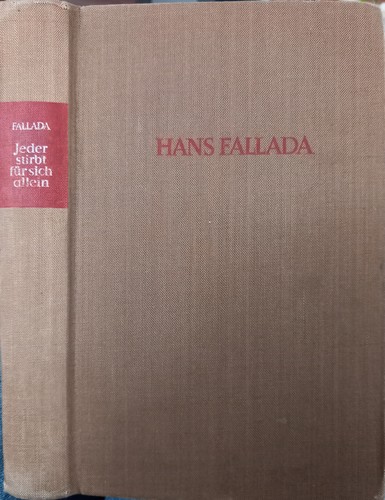 FALLADA
Jeder
stirbt
für sich
allein
HANS FALLADA